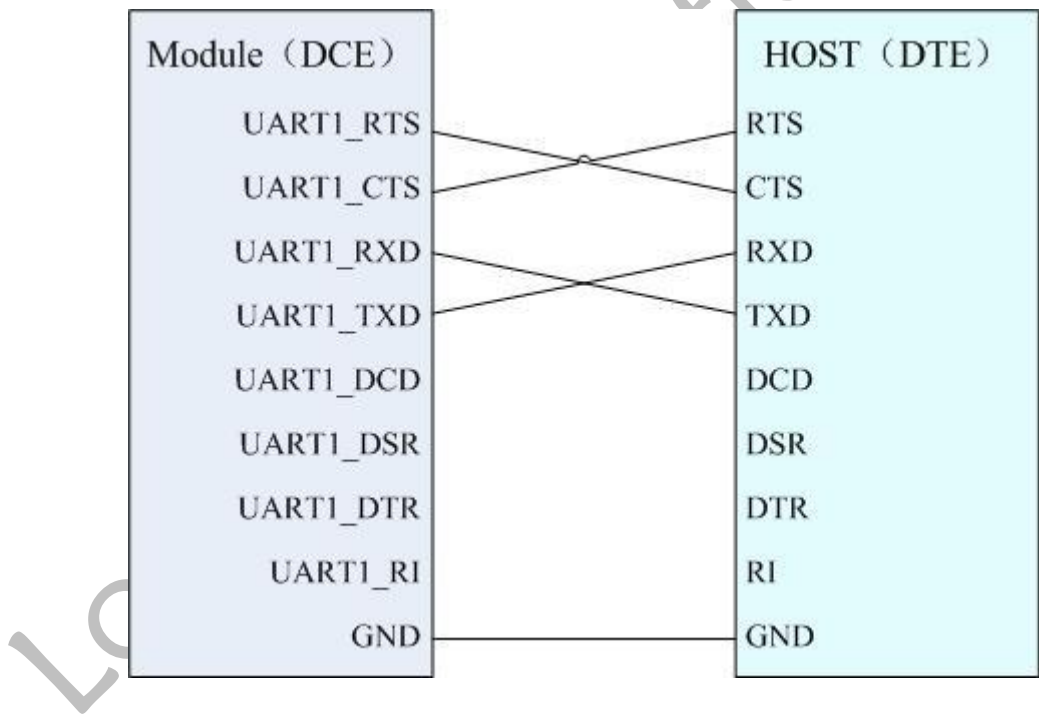 Module（DCE） HOST（DTE）
UART1_RTS RTS
UART1_CTS CTS
UART1_RXD RXD
UART1_TXD TXD
UART1_DCD DCD
UART1_DSR DSR
UART1_DTR DTR
UART1_RI RI
GND GND